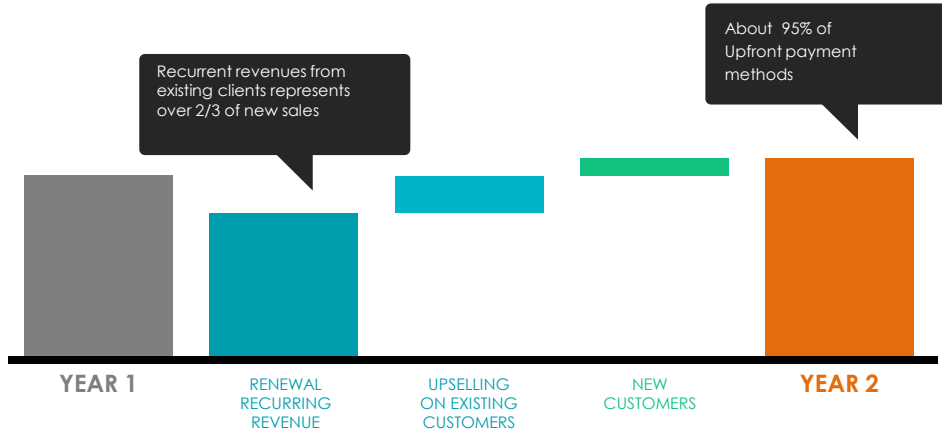 About 95% of
Upfront payment
methods
Recurrent revenues from
existing clients represents
over 2/3 of new sales
YEAR 1
RENEWAL
RECURRING
REVENUE
UPSELLING
ON EXISTING
CUSTOMERS
NEW
CUSTOMERS
YEAR 2